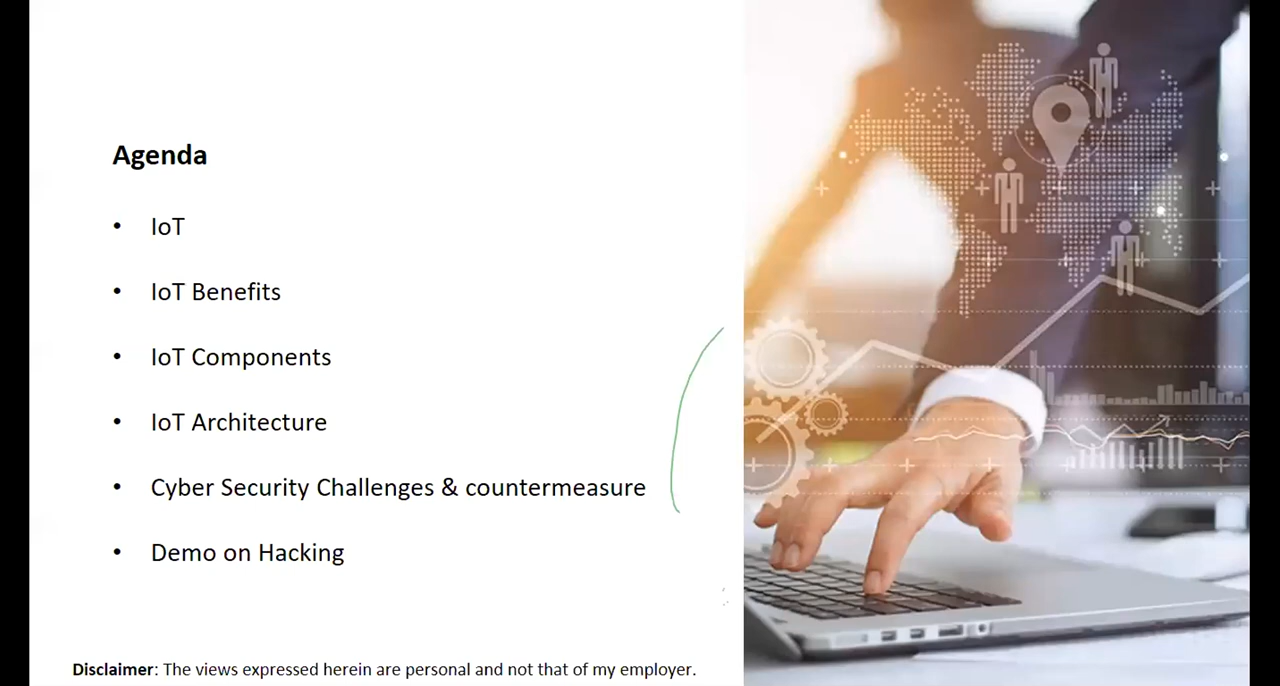 Agenda
• IoT
• IoT Benefits
• IoT Components
• IoT Architecture
• Cyber Security Challenges & countermeasure
• Demo on Hacking
Disclaimer: The views expressed herein are personal and not that of my employer.